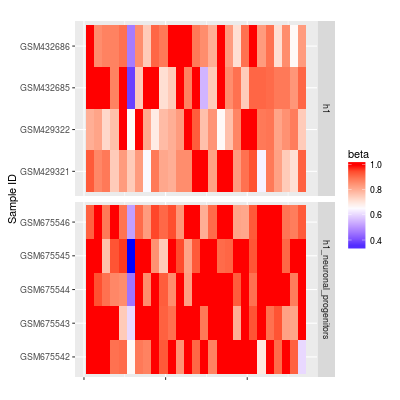 GSM432686
GSM432685
GSM429322
GSM429321
h1
GSM675546
GSM675545
GSM675544
GSM675543
GSM675542
h1_neuronal_progenitors
Sample ID
beta
1.0
0.8
0.6
0.4